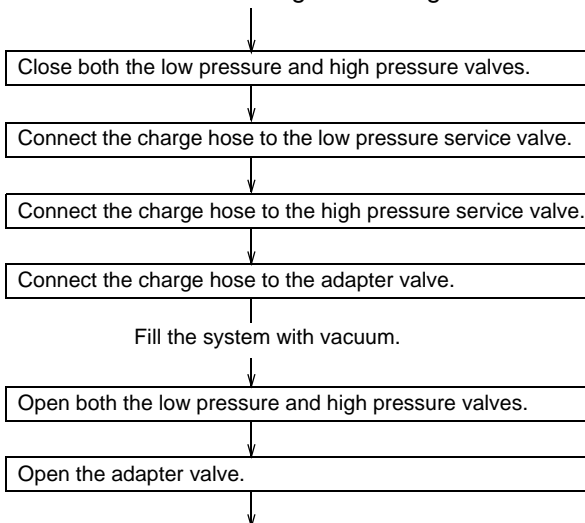 Close both the low pressure and high pressure valves.
Connect the charge hose to the low pressure service valve.
Connect the charge hose to the high pressure service valve.
Connect the charge hose to the adapter valve.
Fill the system with vacuum.
Open both the low pressure and high pressure valves.
Open the adapter valve.